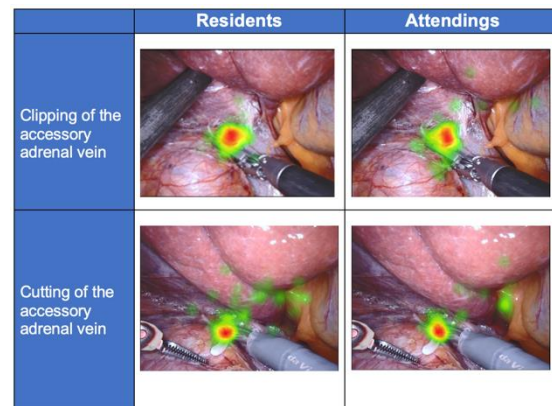 Residents
Attendings
Clipping of the
accessory
adrenal vein
Cutting of the
accessory
adrenal vein